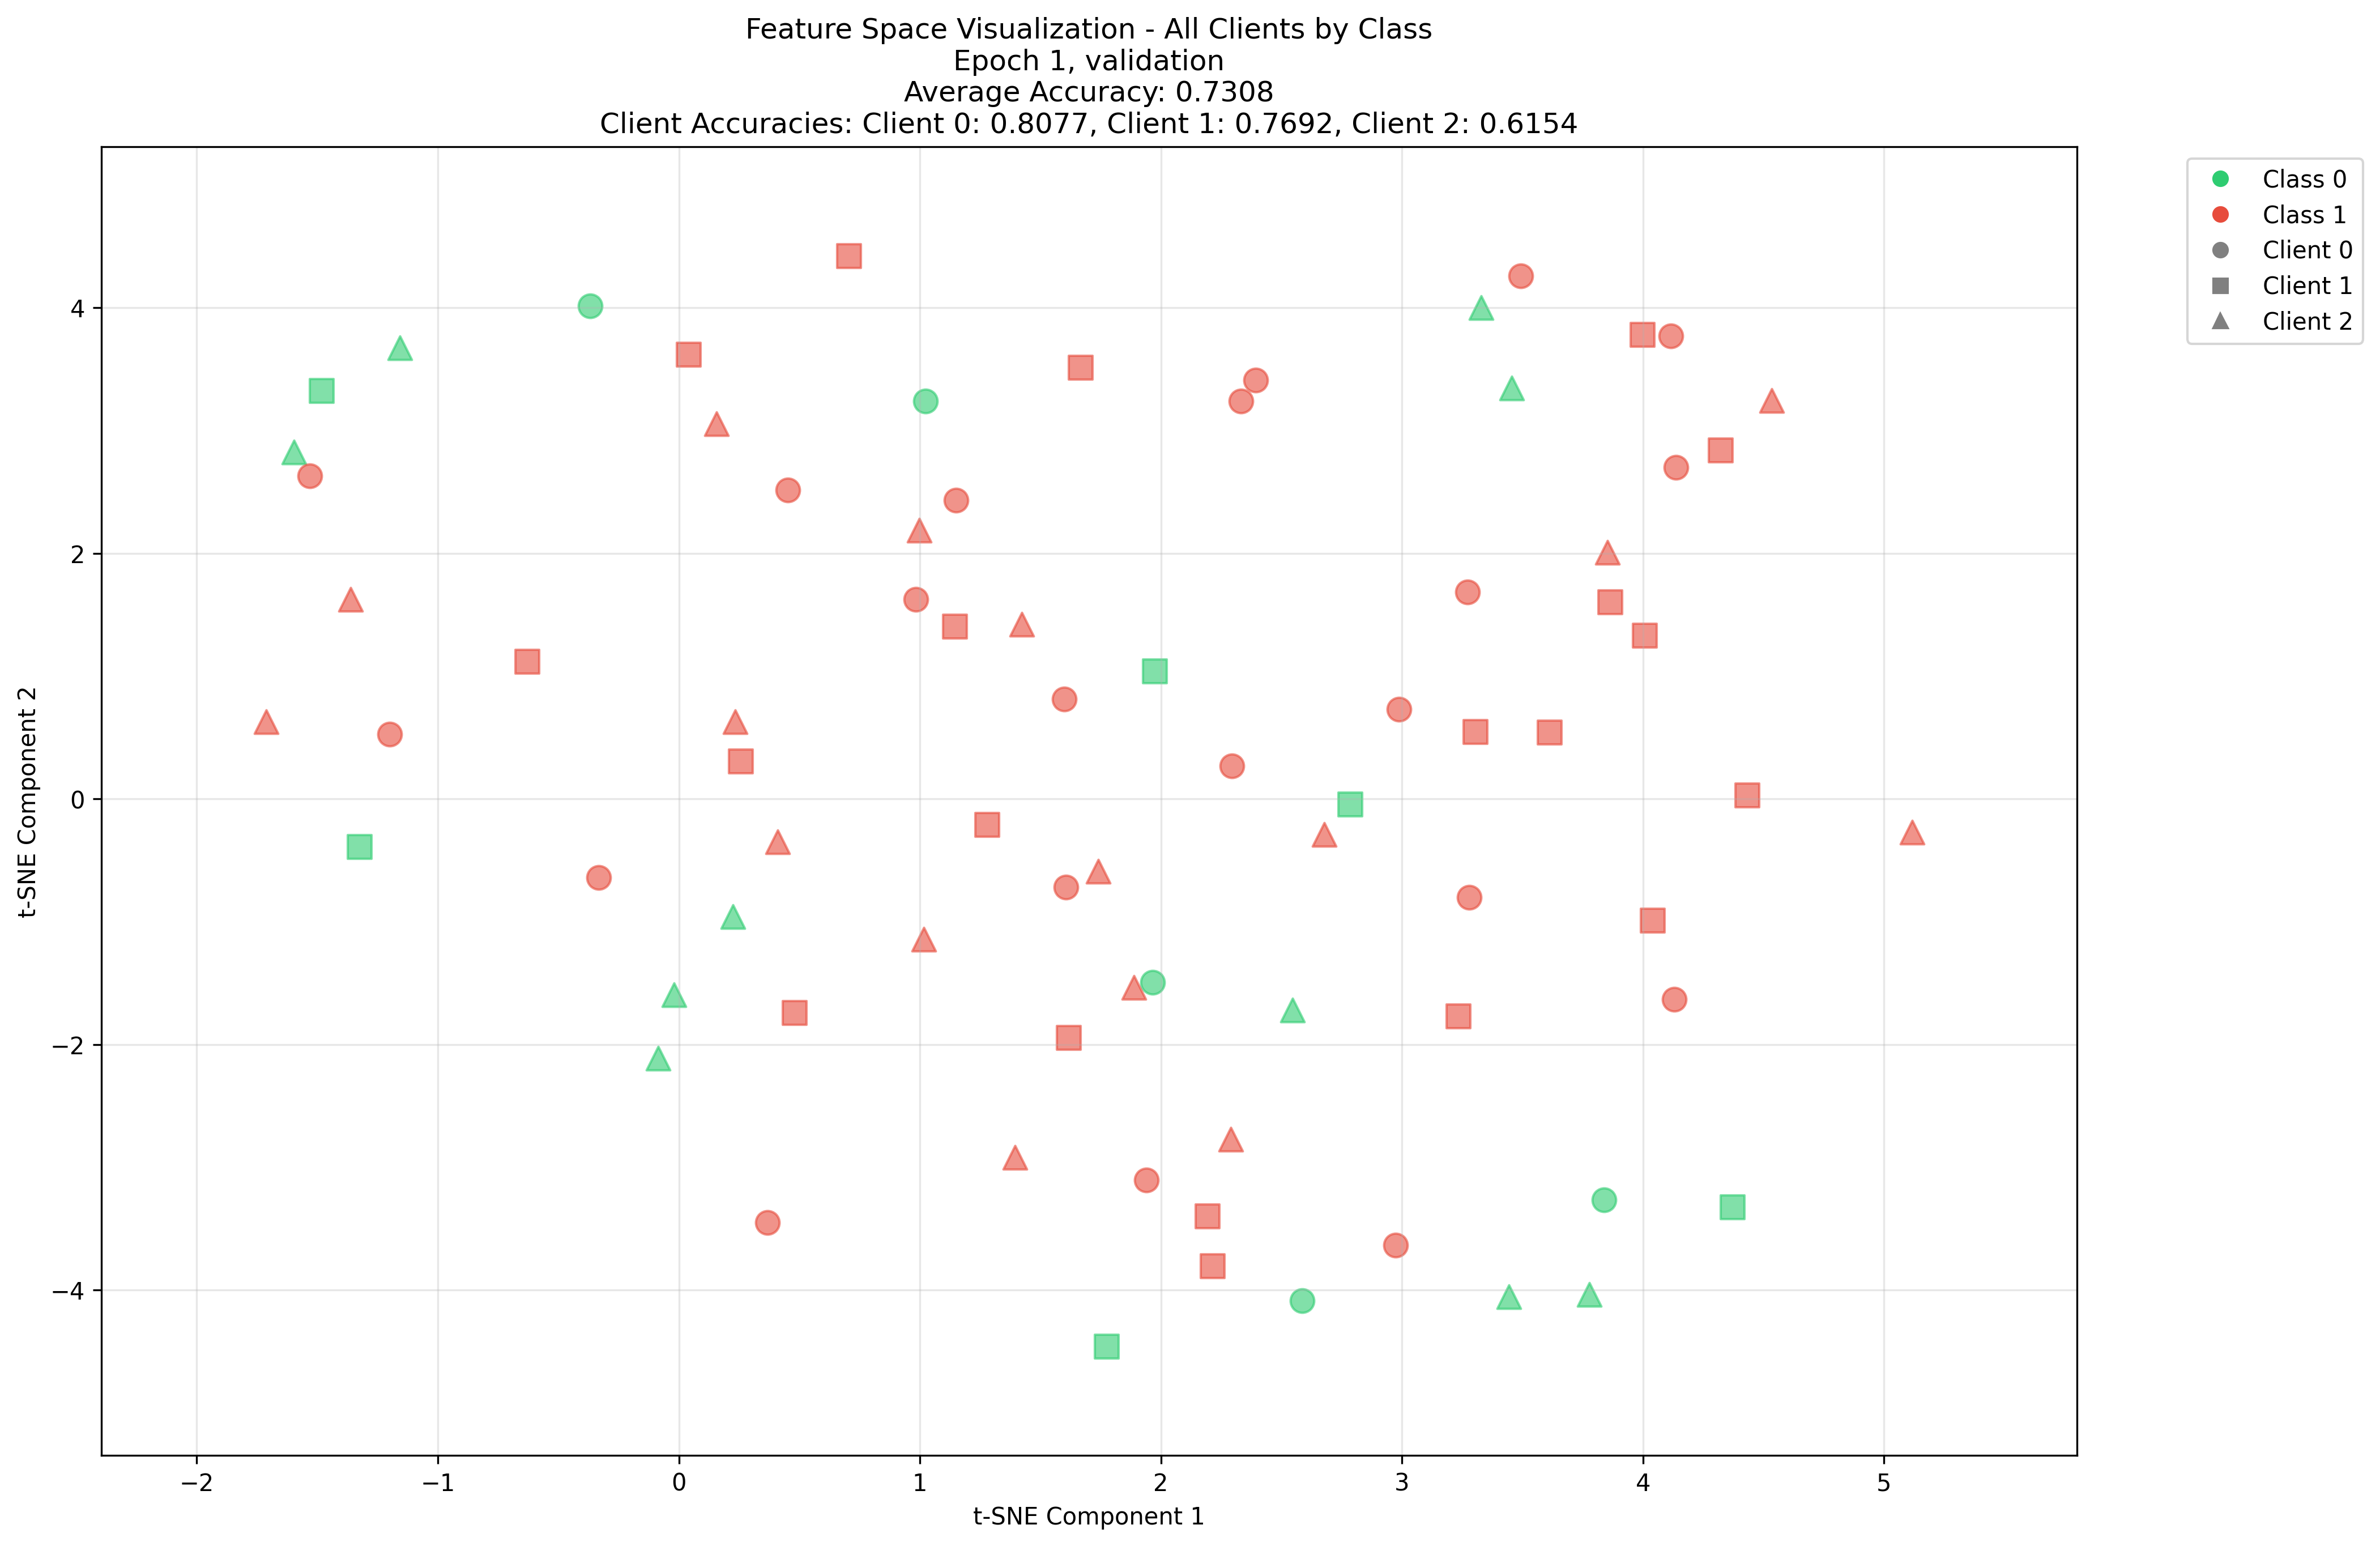 Feature Space Visualization - All Clients by Class
Epoch 1, validation
Average Accuracy: 0.7308
Client Accuracies: Client 0: 0.8077, Client 1: 0.7692, Client 2: 0.6154
Class 0
Class 1
Client 0
Client 1
Client 2
4
2
0
−2
−4
t-SNE Component 2
−2
−1
0
1
2
3
4
5
t-SNE Component 1